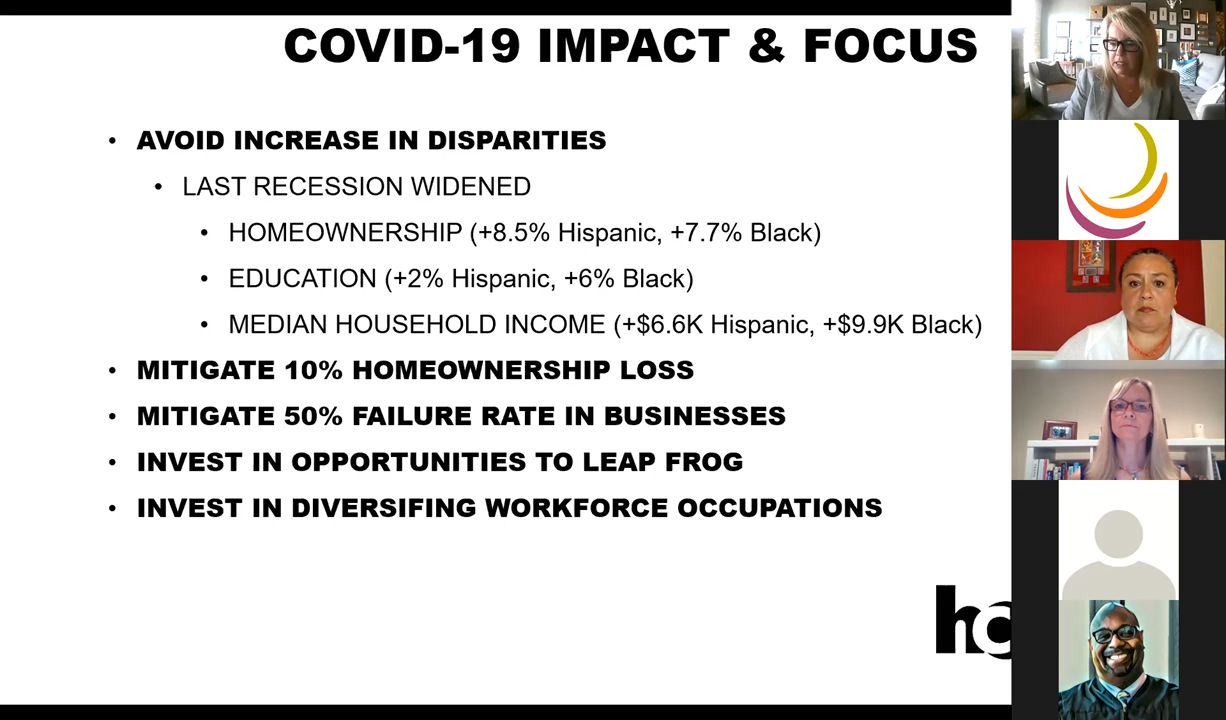 COVID-19 IMPACT & FOCUS
• AVOID INCREASE IN DISPARITIES
• LAST RECESSION WIDENED
• HOMEOWNERSHIP (+8.5% Hispanic, +7.7% Black)
• EDUCATION (+2% Hispanic, +6% Black)
• MEDIAN HOUSEHOLD INCOME (+$6.6K Hispanic, +$9.9K Black)
• MITIGATE 10% HOMEOWNERSHIP LOSS
• MITIGATE 50% FAILURE RATE IN BUSINESSES
• INVEST IN OPPORTUNITIES TO LEAP FROG
• INVEST IN DIVERSIFING WORKFORCE OCCUPATIONS
hc